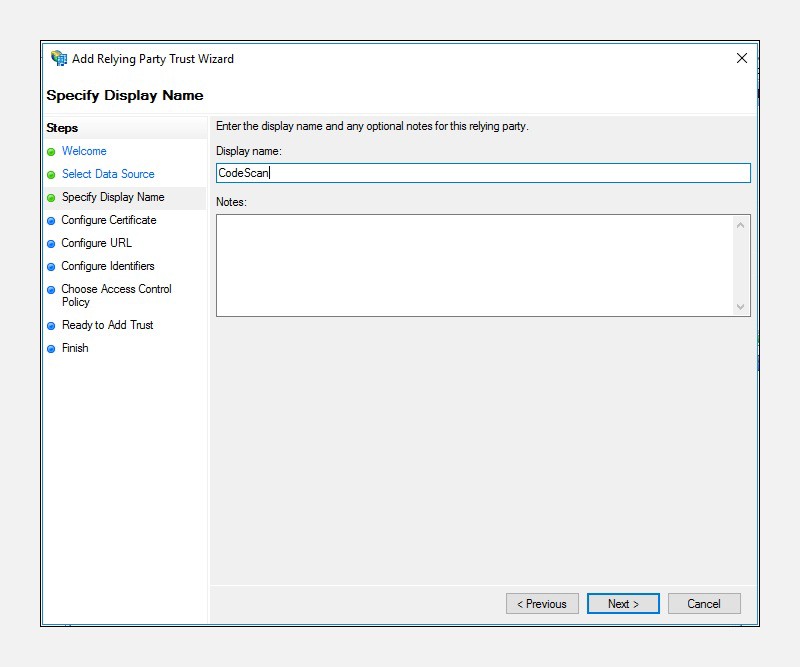 Add Relying Party Trust Wizard
Specify Display Name
Steps
Welcome
Select Data Source
Specify Display Name
Configure Certificate
Configure URL
Configure Identifiers
Choose Access Control
Policy
Ready to Add Trust
Finish
Enter the display name and any optional notes for this relying party.
Display name:
CodeScan
Notes:
< Previous
Next >
Cancel